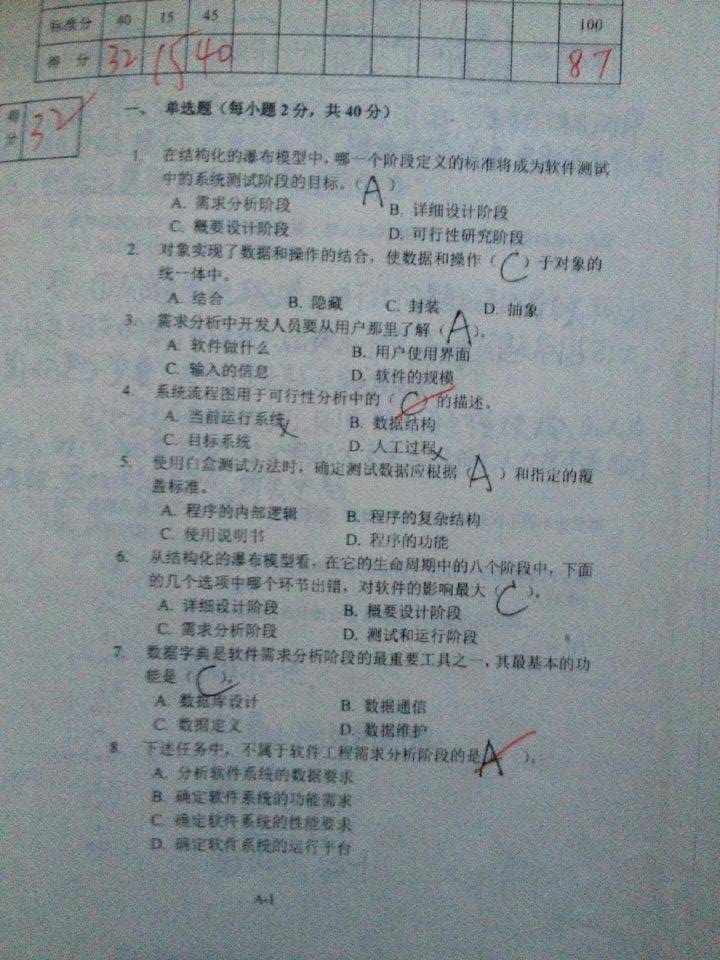 标准分 40 15 45 100
得 分 32 15 40 87
得分 32
一、 单选题（每小题2分，共40分）
1. 在结构化的瀑布模型中，哪一个阶段定义的标准将成为软件测试
中的系统测试阶段的目标。（A）
A. 需求分析阶段 B. 详细设计阶段
C. 概要设计阶段 D. 可行性研究阶段
2. 对象实现了数据和操作的结合，使数据和操作（C）于对象的
统一体中。
A. 结合 B. 隐藏 C. 封装 D. 抽象
3. 需求分析中开发人员要从用户那里了解（A）。
A. 软件做什么 B. 用户使用界面
C. 输入的信息 D. 软件的规模
4. 系统流程图用于可行性分析中的（C）的描述。
A. 当前运行系统 B. 数据结构
C. 目标系统 D. 人工过程
5. 使用白盒测试方法时，确定测试数据应根据（A）和指定的覆
盖标准。
A. 程序的内部逻辑 B. 程序的复杂结构
C. 使用说明书 D. 程序的功能
6. 从结构化的瀑布模型看，在它的生命周期中的八个阶段中，下面
的几个选项中哪个环节出错，对软件的影响最大（C）。
A. 详细设计阶段 B. 概要设计阶段
C. 需求分析阶段 D. 测试和运行阶段
7. 数据字典是软件需求分析阶段的最重要工具之一，其最基本的功
能是（C）。
A. 数据库设计 B. 数据通信
C. 数据定义 D. 数据维护
8. 下述任务中，不属于软件工程需求分析阶段的是（A）。
A. 分析软件系统的数据要求
B. 确定软件系统的功能需求
C. 确定软件系统的性能要求
D. 确定软件系统的运行平台
A-1